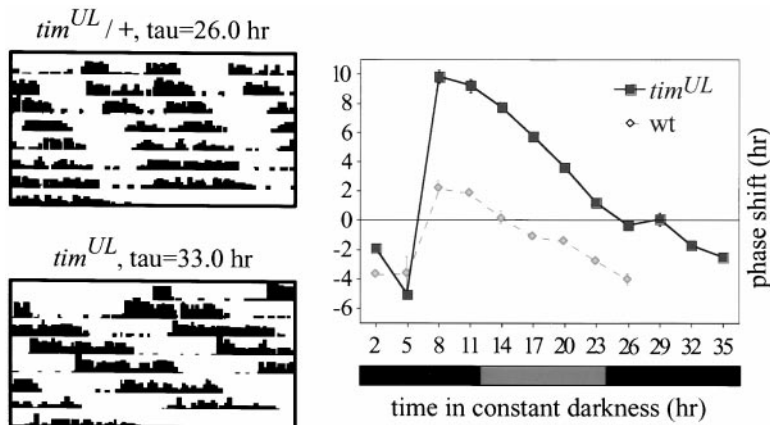 tim^UL / +, tau=26.0 hr
tim^UL, tau=33.0 hr
10
8
6
4
2
0
-2
-4
-6
tim^UL
wt
phase shift (hr)
2 5 8 11 14 17 20 23 26 29 32 35
time in constant darkness (hr)